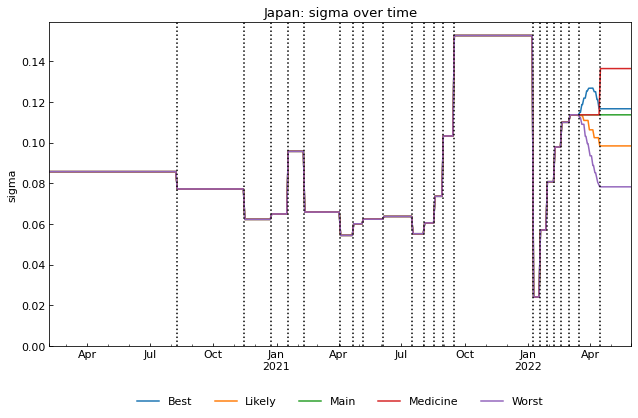 Japan: sigma over time
sigma
0.14
0.12
0.10
0.08
0.06
0.04
0.02
0.00
Apr Jul Oct Jan Apr Jul Oct Jan Apr
2021 2022
Best Likely Main Medicine Worst